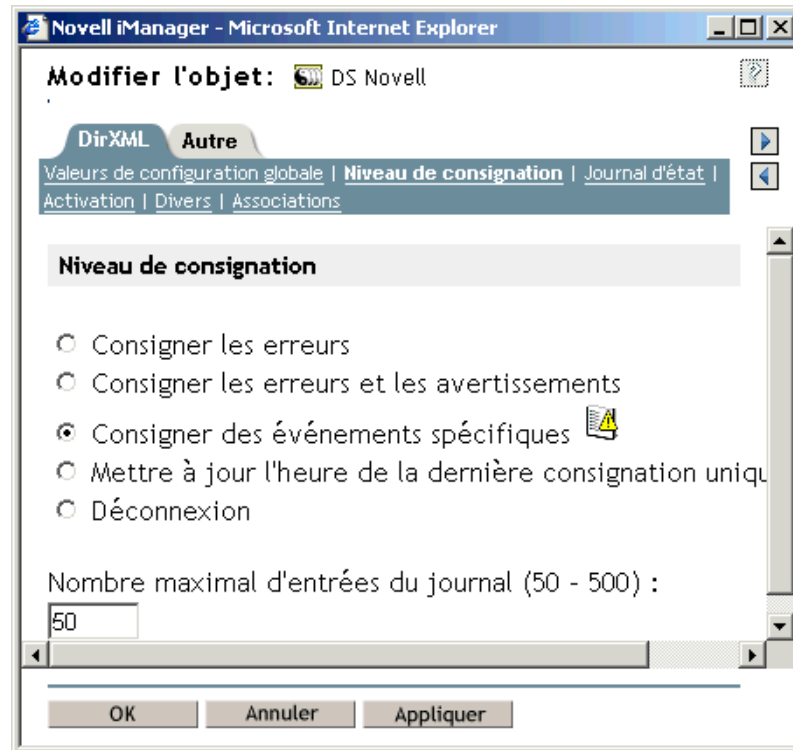 Novell iManager - Microsoft Internet Explorer
Modifier l'objet: DS Novell
DirXML Autre
Valeurs de configuration globale | Niveau de consignation | Journal d'état |
Activation | Divers | Associations
Niveau de consignation
Consigner les erreurs
Consigner les erreurs et les avertissements
Consigner des événements spécifiques
Mettre à jour l'heure de la dernière consignation uniqu
Déconnexion
Nombre maximal d'entrées du journal (50 - 500) :
50
OK Annuler Appliquer